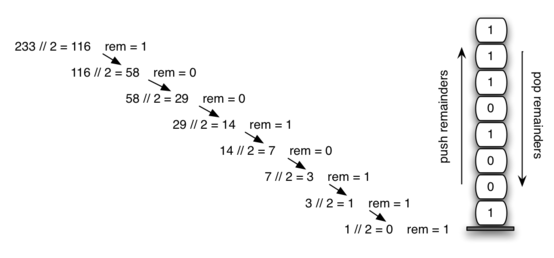 233 // 2 = 116 rem = 1
116 // 2 = 58 rem = 0
58 // 2 = 29 rem = 0
29 // 2 = 14 rem = 1
14 // 2 = 7 rem = 0
7 // 2 = 3 rem = 1
3 // 2 = 1 rem = 1
1 // 2 = 0 rem = 1
push remainders
1
1
1
0
1
0
0
1
pop remainders